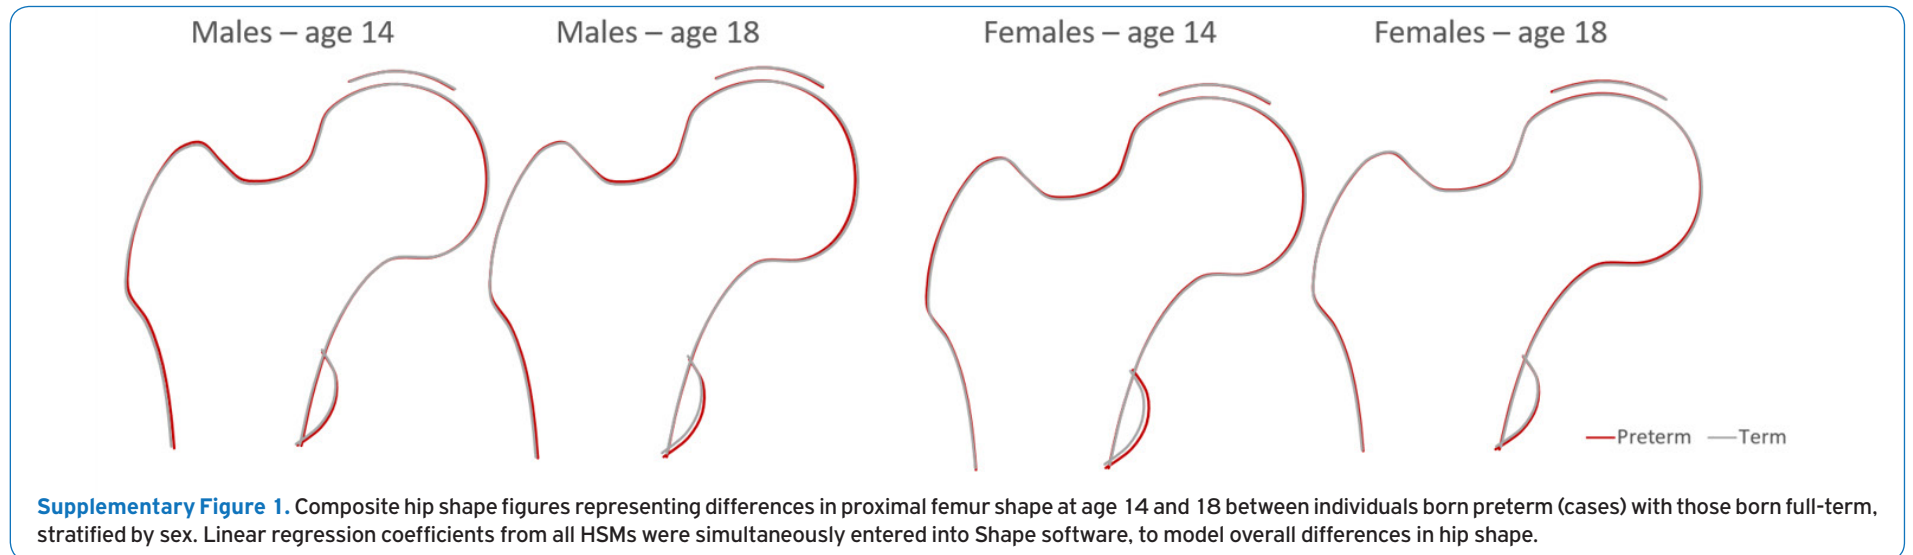 Males – age 14
Males – age 18
Females – age 14
Females – age 18
Preterm
Term
Supplementary Figure 1. Composite hip shape figures representing differences in proximal femur shape at age 14 and 18 between individuals born preterm (cases) with those born full-term,
stratified by sex. Linear regression coefficients from all HSMs were simultaneously entered into Shape software, to model overall differences in hip shape.